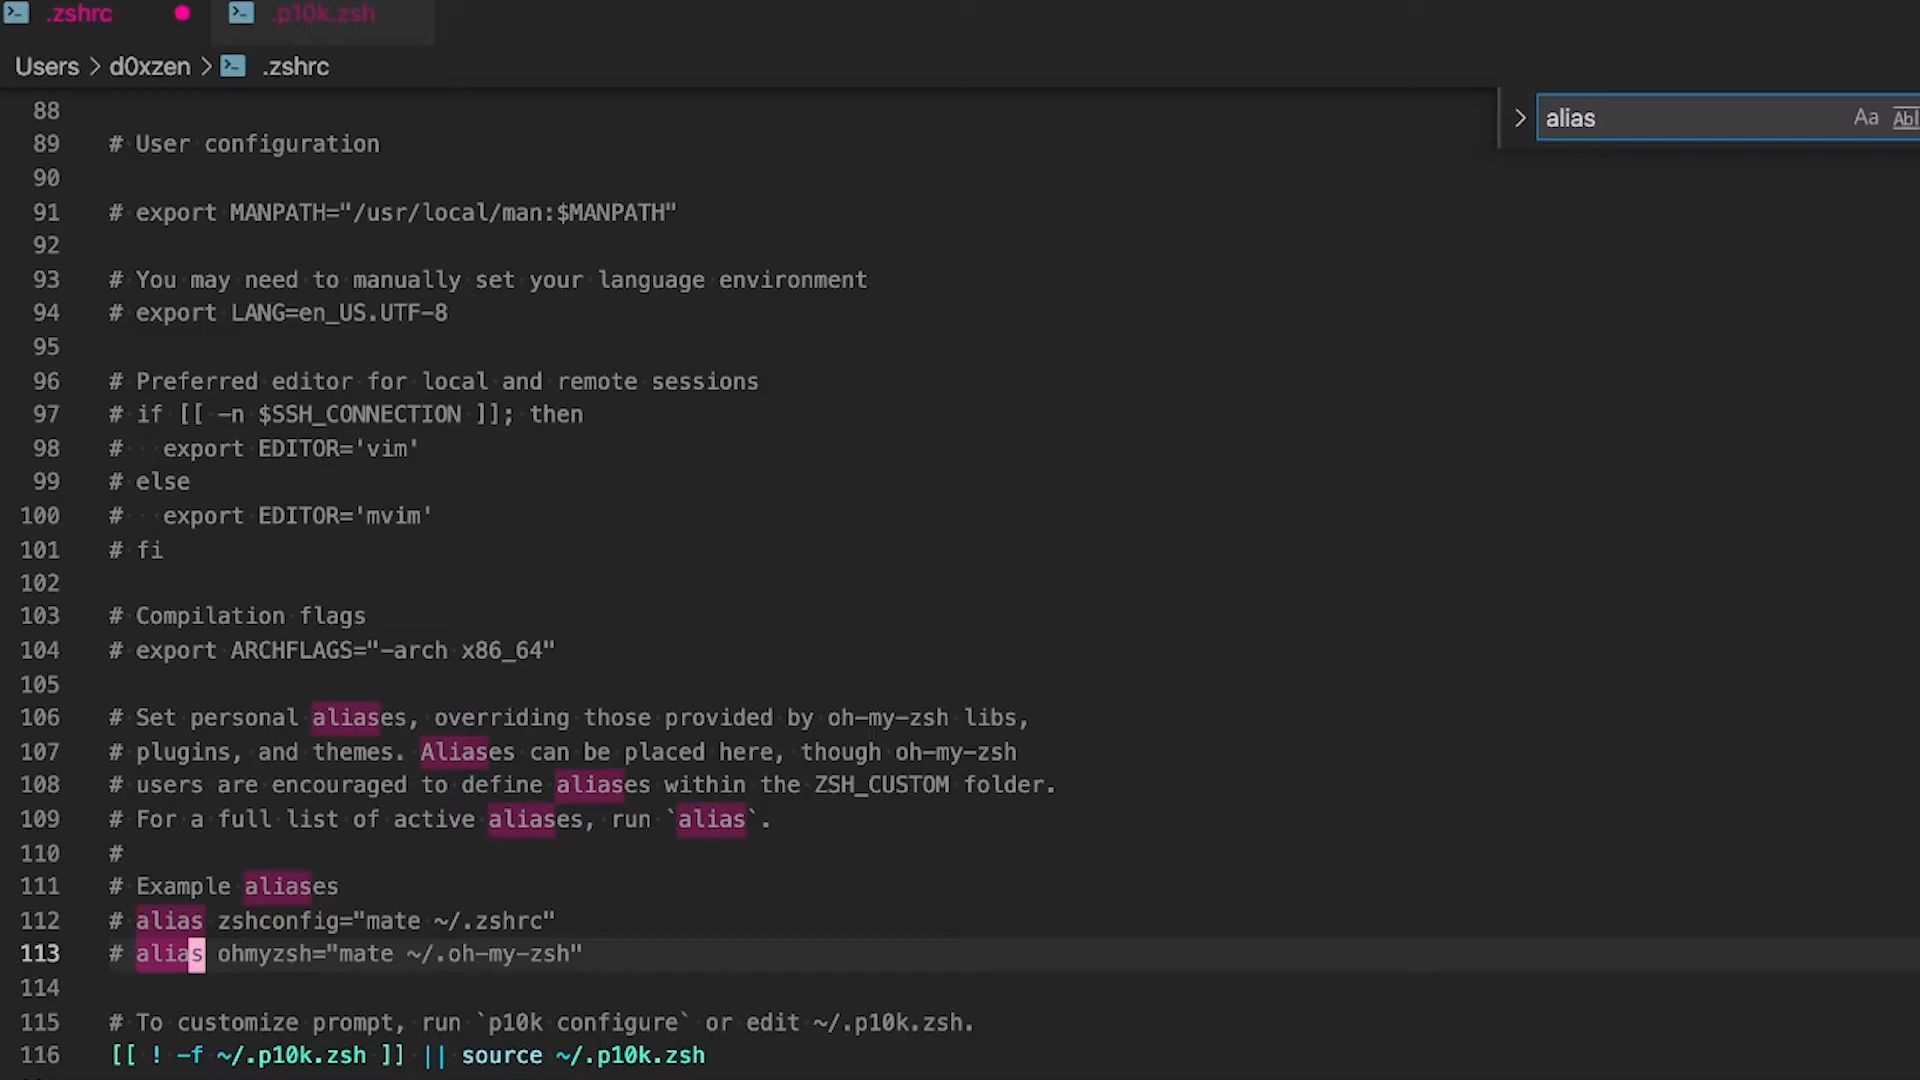 .zshrc .p10k.zsh
Users > d0xzen > .zshrc
alias Aa Abl
88
89 # User configuration
90
91 # export MANPATH="/usr/local/man:$MANPATH"
92
93 # You may need to manually set your language environment
94 # export LANG=en_US.UTF-8
95
96 # Preferred editor for local and remote sessions
97 # if [[ -n $SSH_CONNECTION ]]; then
98 #   export EDITOR='vim'
99 # else
100 #   export EDITOR='mvim'
101 # fi
102
103 # Compilation flags
104 # export ARCHFLAGS="-arch x86_64"
105
106 # Set personal aliases, overriding those provided by oh-my-zsh libs,
107 # plugins, and themes. Aliases can be placed here, though oh-my-zsh
108 # users are encouraged to define aliases within the ZSH_CUSTOM folder.
109 # For a full list of active aliases, run `alias`.
110 #
111 # Example aliases
112 # alias zshconfig="mate ~/.zshrc"
113 # alias ohmyzsh="mate ~/.oh-my-zsh"
114
115 # To customize prompt, run `p10k configure` or edit ~/.p10k.zsh.
116 [[ ! -f ~/.p10k.zsh ]] || source ~/.p10k.zsh